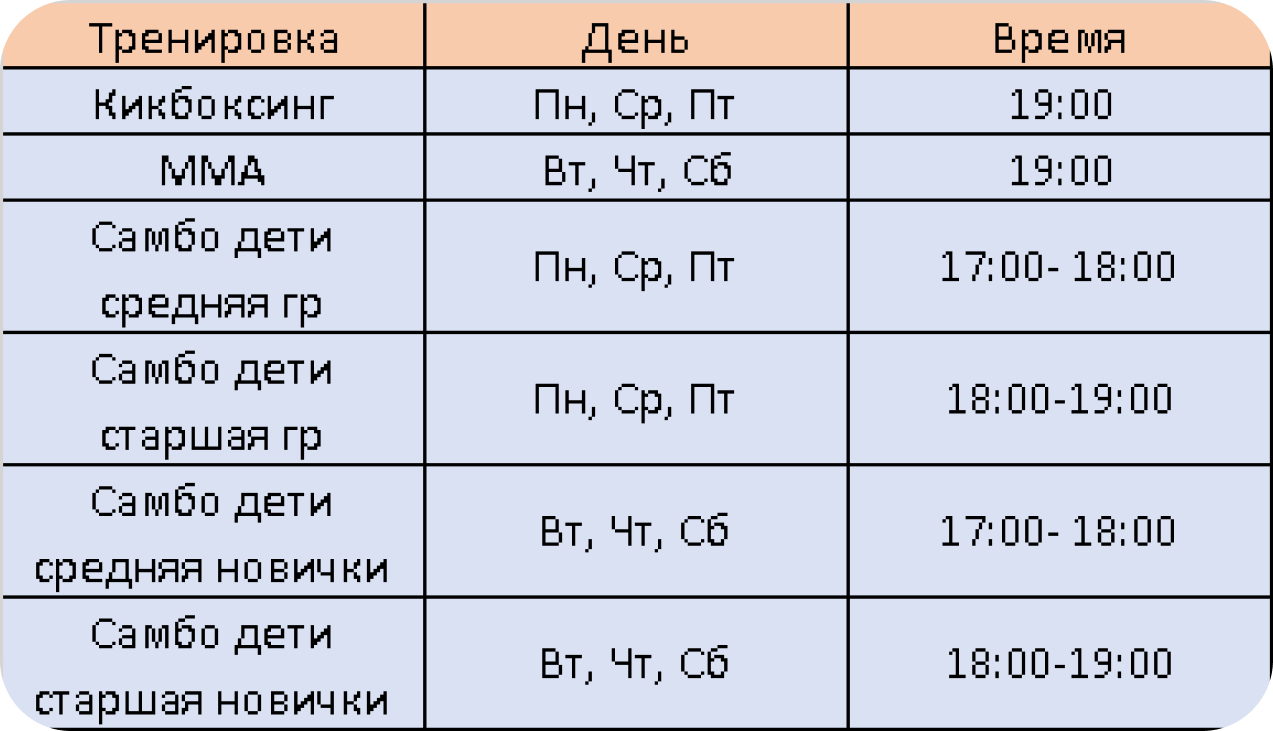 Тренировка День Время
Кикбоксинг Пн, Ср, Пт 19:00
ММА Вт, Чт, Сб 19:00
Самбо дети
средняя гр
Пн, Ср, Пт 17:00- 18:00
Самбо дети
старшая гр
Пн, Ср, Пт 18:00-19:00
Самбо дети
средняя новички
Вт, Чт, Сб 17:00- 18:00
Самбо дети
старшая новички
Вт, Чт, Сб 18:00-19:00